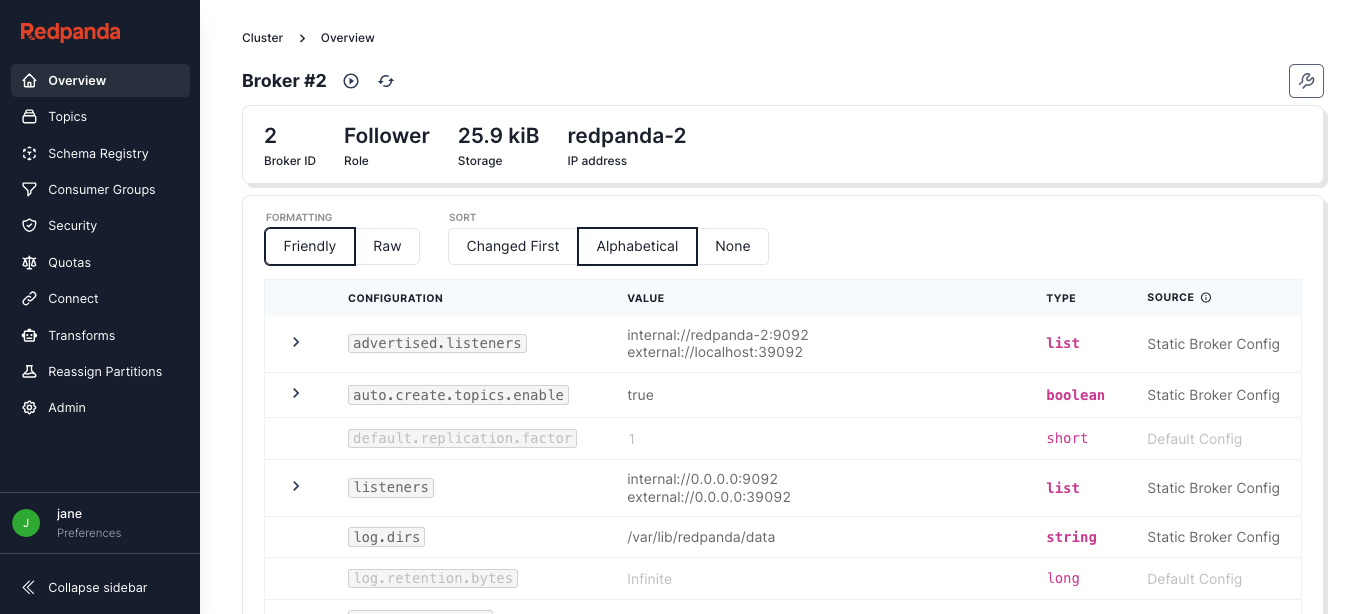 Redpanda
Overview
Topics
Schema Registry
Consumer Groups
Security
Quotas
Connect
Transforms
Reassign Partitions
Admin
J
jane
Preferences
Collapse sidebar
Cluster Overview
Broker #2
2 Follower 25.9 kiB redpanda-2
Broker ID Role Storage IP address
FORMATTING SORT
Friendly Raw Changed First Alphabetical None
CONFIGURATION VALUE TYPE SOURCE
advertised.listeners internal://redpanda-2:9092 list Static Broker Config
external://localhost:39092
auto.create.topics.enable true boolean Static Broker Config
default.replication.factor 1 short Default Config
listeners internal://0.0.0.0:9092 list Static Broker Config
external://0.0.0.0:39092
log.dirs /var/lib/redpanda/data string Static Broker Config
log.retention.bytes Infinite long Default Config